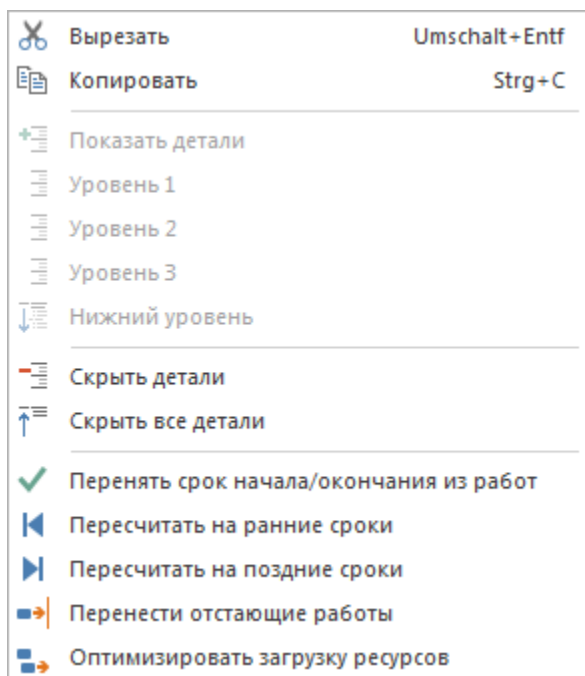 Вырезать Umschalt+Entf
Копировать Strg+C
Показать детали
Уровень 1
Уровень 2
Уровень 3
Нижний уровень
Скрыть детали
Скрыть все детали
Перенять срок начала/окончания из работ
Пересчитать на ранние сроки
Пересчитать на поздние сроки
Перенести отстающие работы
Оптимизировать загрузку ресурсов